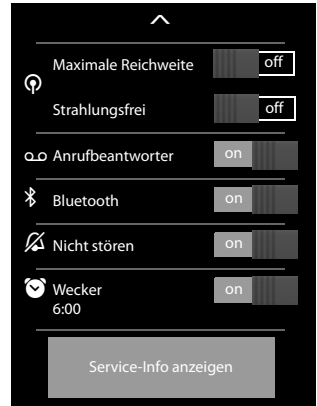 Maximale Reichweite off
Strahlungsfrei off
Anrufbeantworter on
Bluetooth on
Nicht stören on
Wecker on
6:00
Service-Info anzeigen